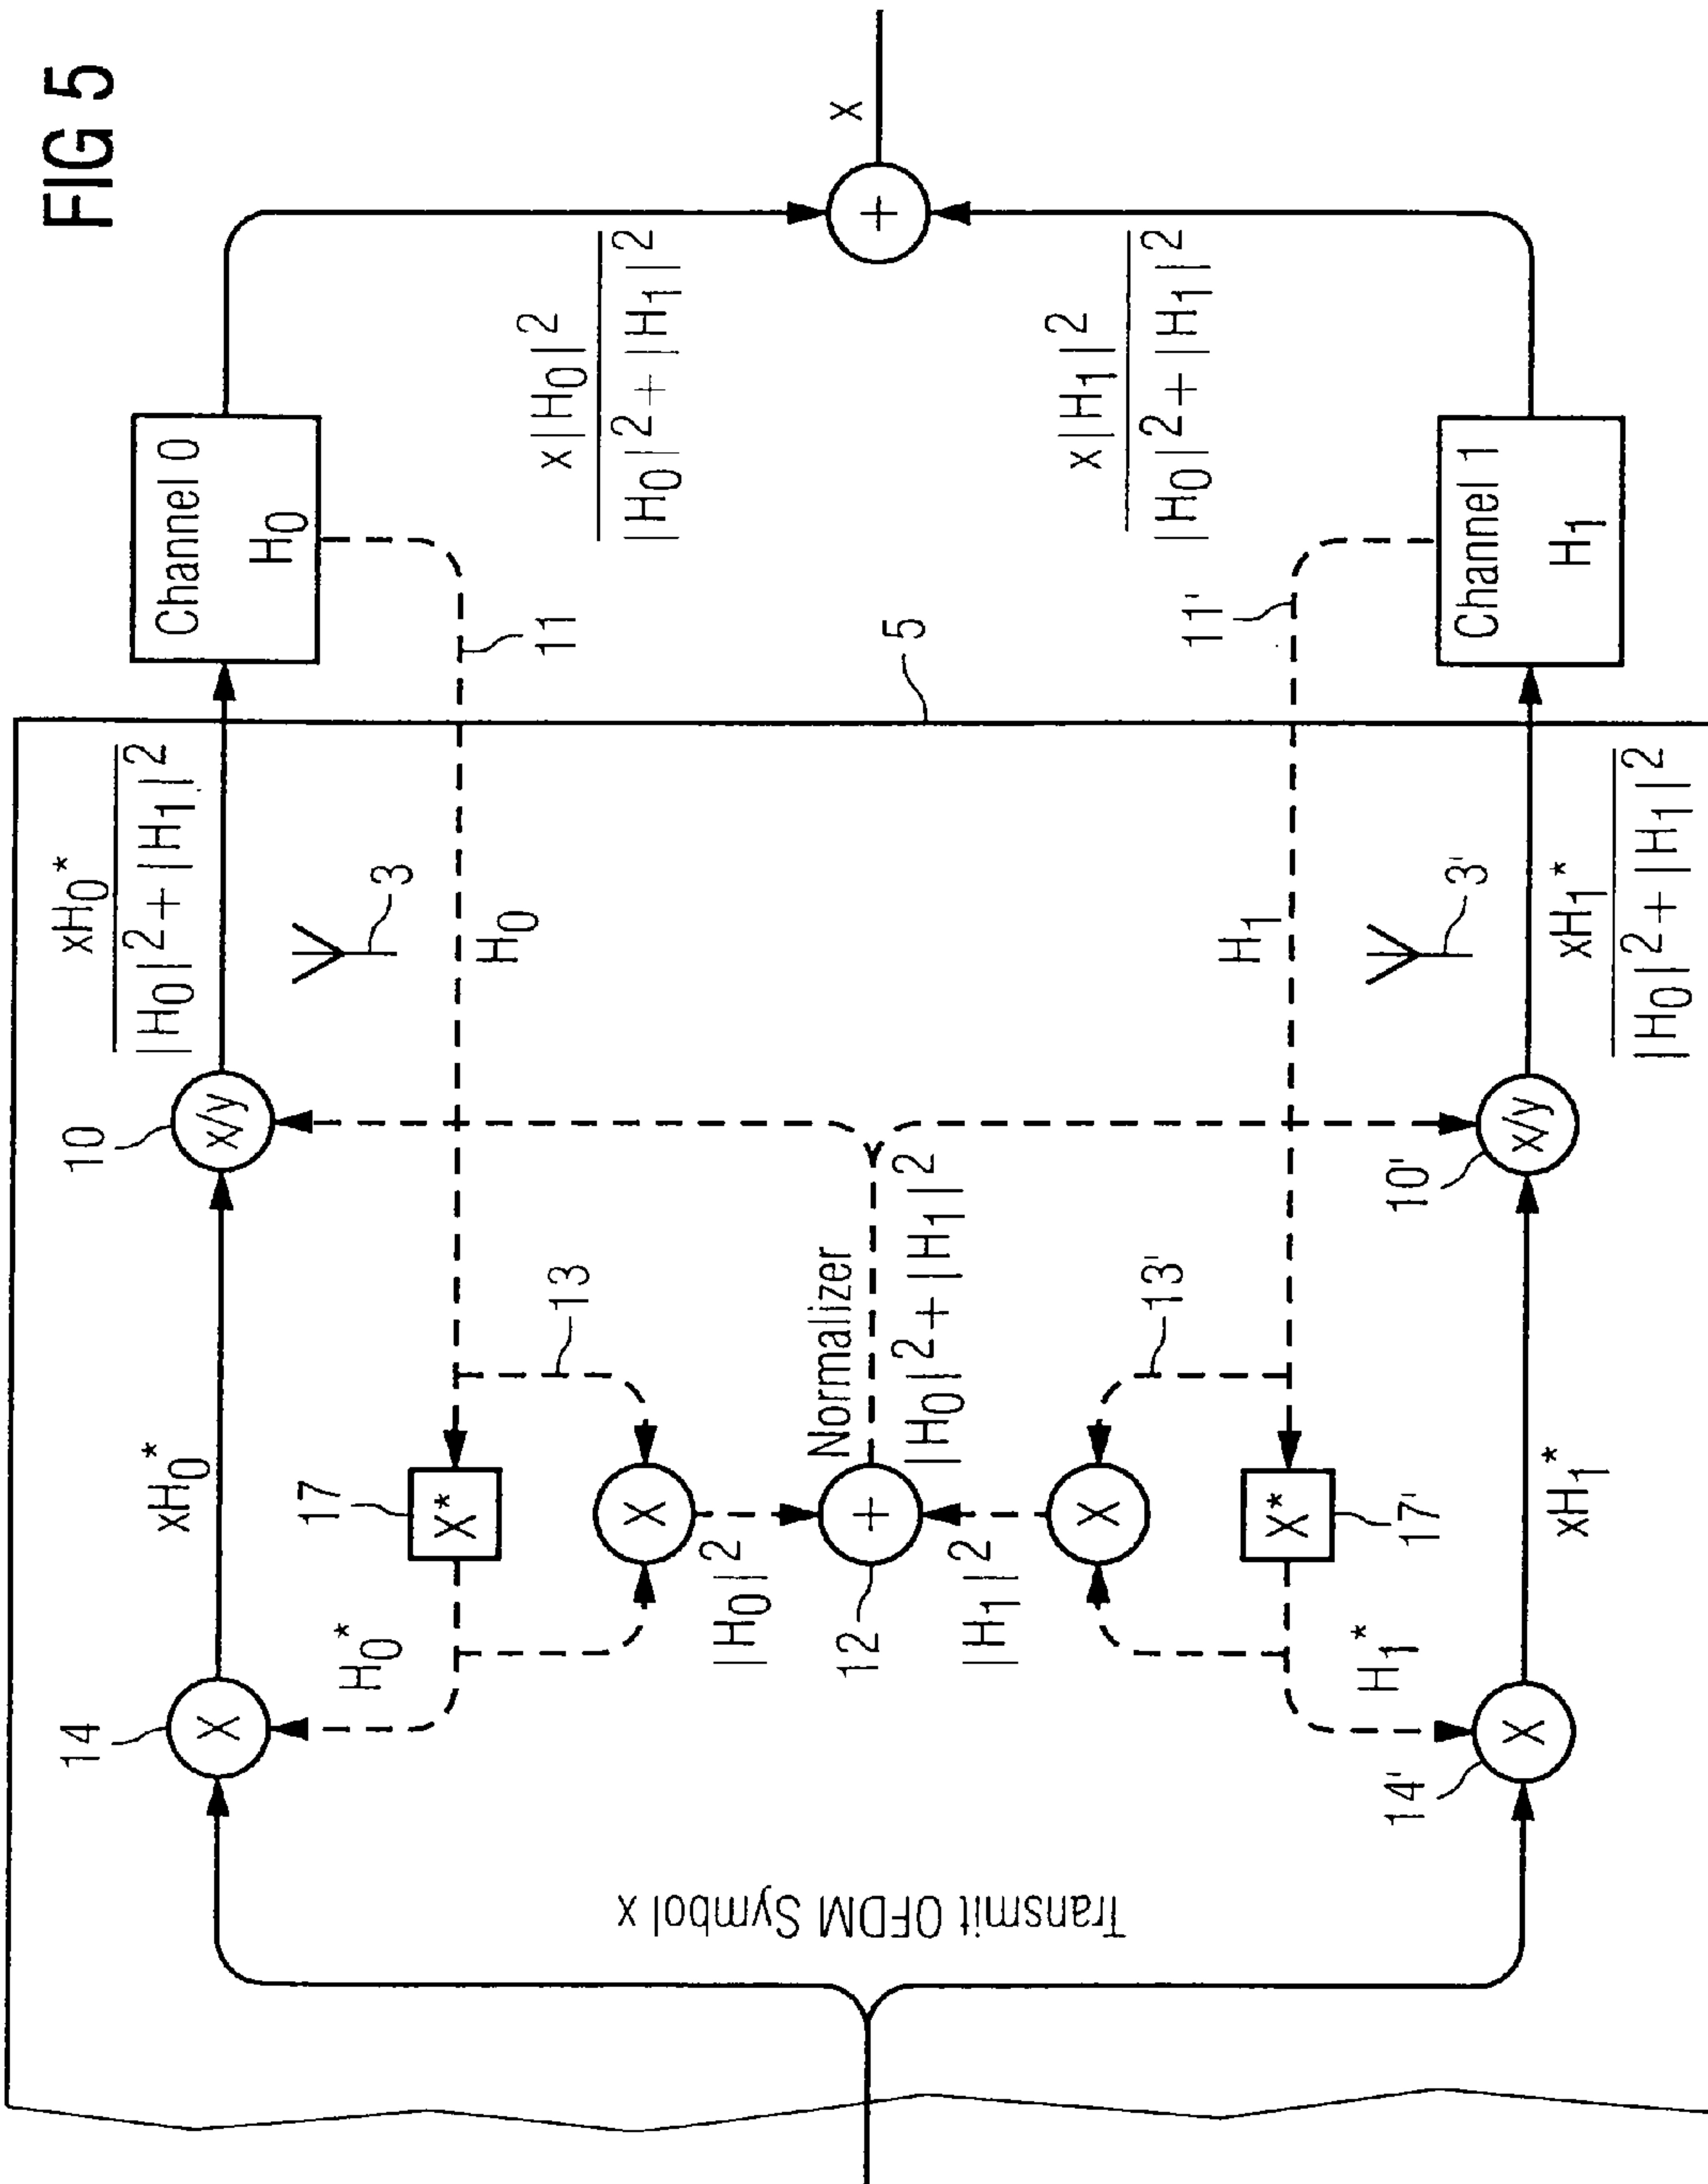 FIG 5
Transmit OFDM Symbol x
14
xH₀*
10
xH₀*
|H₀|²+|H₁|²
Channel 0
H₀
H₀*
17
X*
13
H₀
3
11
x|H₀|²
|H₀|²+|H₁|²
X
X
|H₀|²
12
+
Normalizer
|H₀|²+|H₁|²
x/y
5
+
x
|H₁|²
X
13'
H₁
3'
11'
x|H₁|²
|H₀|²+|H₁|²
H₁*
X*
17'
14'
X
xH₁*
10'
x/y
xH₁*
|H₀|²+|H₁|²
Channel 1
H₁